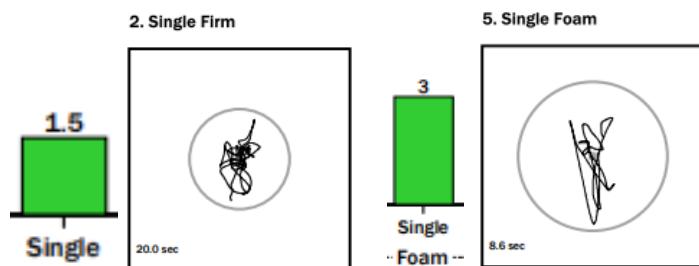 2. Single Firm
5. Single Foam
1.5
3
20.0 sec
8.6 sec
Single
Single
-- Foam --